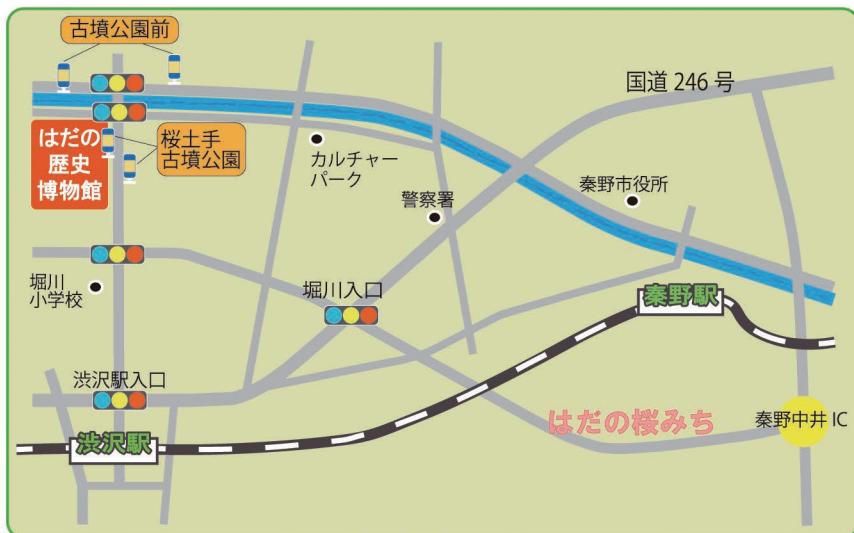 古墳公園前
国道 246 号
はだの
歴史
博物館
桜土手
古墳公園
カルチャー
パーク
警察署
秦野市役所
堀川
小学校
堀川入口
秦野駅
渋沢駅入口
渋沢駅
はだの桜みち
秦野中井 IC